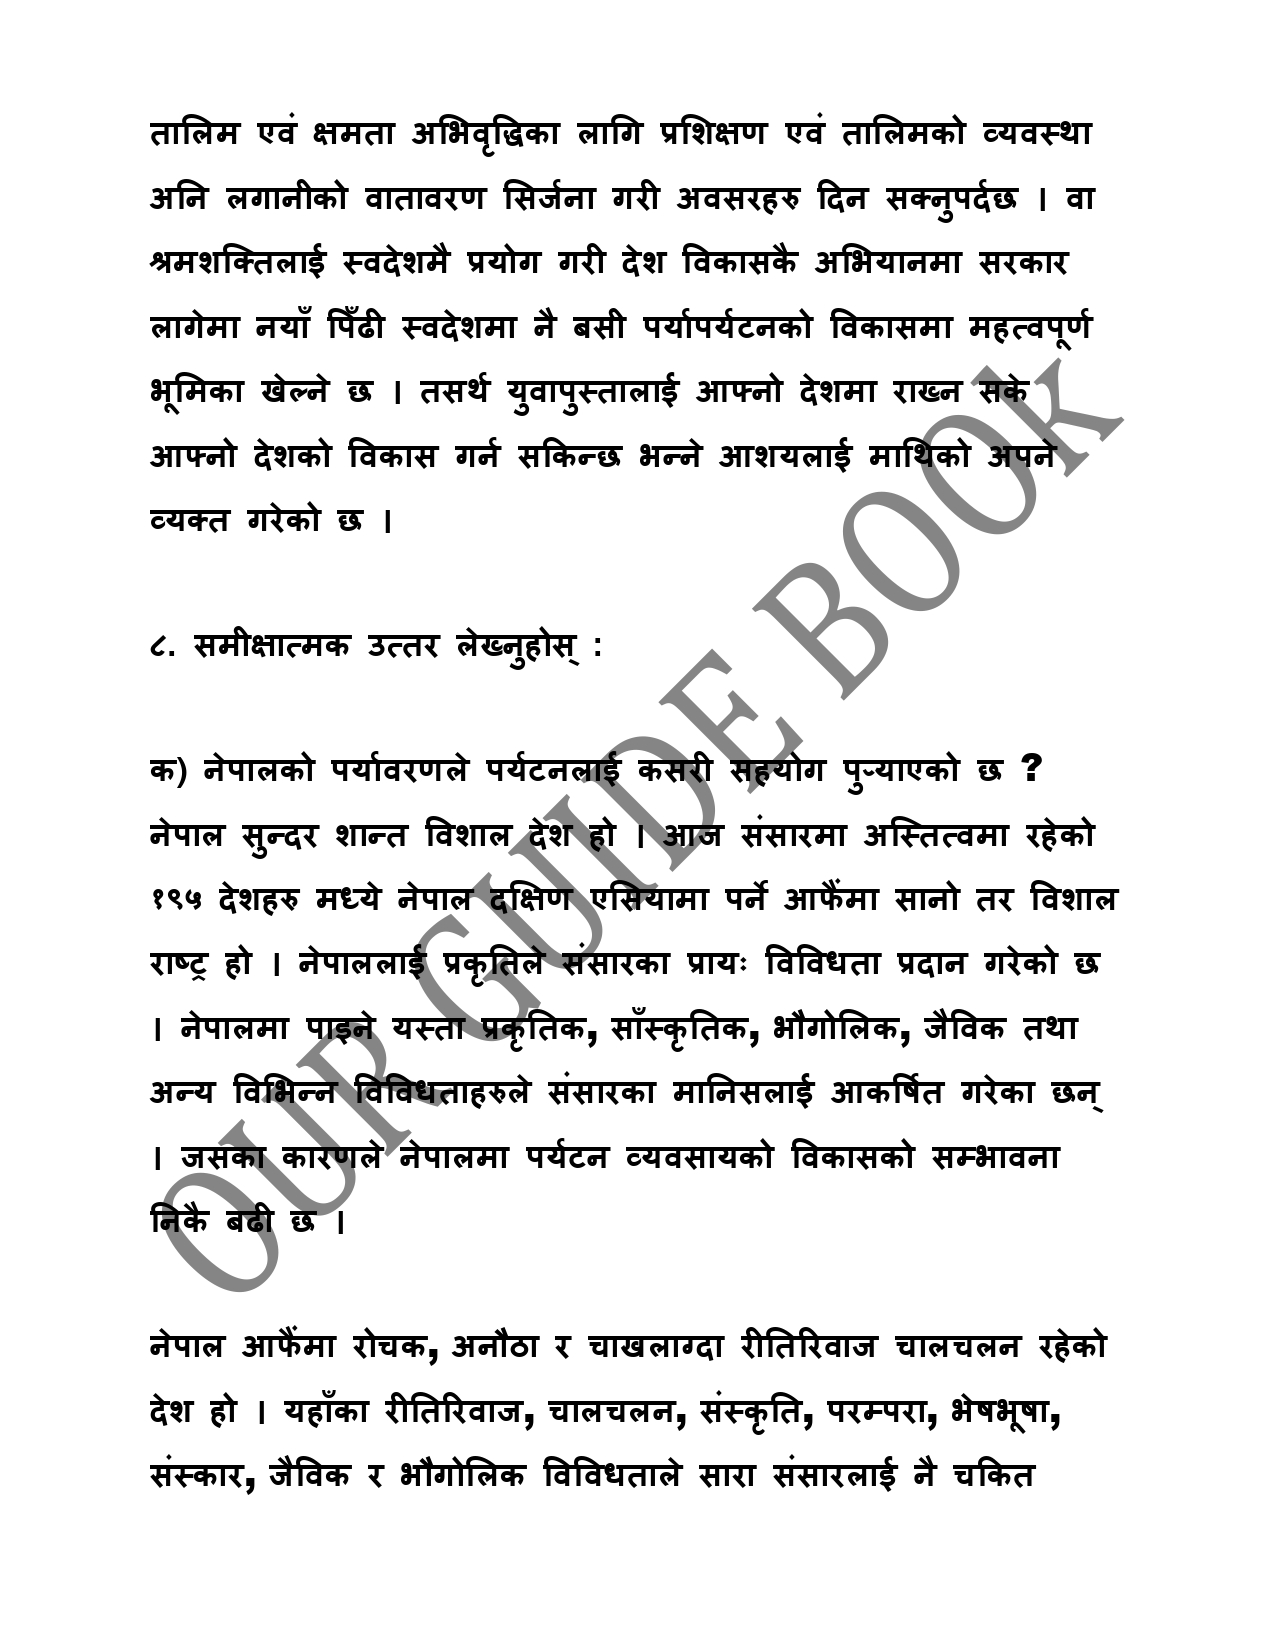 तालिम एवं क्षमता अभिवृद्धिका लागि प्रशिक्षण एवं तालिमको व्यवस्था
अनि लगानीको वातावरण सिर्जना गरी अवसरहरु दिन सक्नुपर्दछ । वा
श्रमशक्तिलाई स्वदेशमै प्रयोग गरी देश विकासकै अभियानमा सरकार
लागेमा नयाँ पिँढी स्वदेशमा नै बसी पर्यापर्यटनको विकासमा महत्वपूर्ण
भूमिका खेल्ने छ । तसर्थ युवापुस्तालाई आफ्नो देशमा राख्न सके
आफ्नो देशको विकास गर्न सकिन्छ भन्ने आशयलाई माथिको अपने
व्यक्त गरेको छ ।
८. समीक्षात्मक उत्तर लेख्नुहोस् :
क) नेपालको पर्यावरणले पर्यटनलाई कसरी सहयोग पुऱ्याएको छ ?
नेपाल सुन्दर शान्त विशाल देश हो । आज संसारमा अस्तित्वमा रहेको
१९५ देशहरु मध्ये नेपाल दक्षिण एसियामा पर्ने आफैंमा सानो तर विशाल
राष्ट्र हो । नेपाललाई प्रकृतिले संसारका प्रायः विविधता प्रदान गरेको छ
। नेपालमा पाइने यस्ता प्रकृतिक, साँस्कृतिक, भौगोलिक, जैविक तथा
अन्य विभिन्न विविधताहरुले संसारका मानिसलाई आकर्षित गरेका छन्
। जसका कारणले नेपालमा पर्यटन व्यवसायको विकासको सम्भावना
निकै बढी छ ।
नेपाल आफैंमा रोचक, अनौठा र चाखलाग्दा रीतिरिवाज चालचलन रहेको
देश हो । यहाँका रीतिरिवाज, चालचलन, संस्कृति, परम्परा, भेषभूषा,
संस्कार, जैविक र भौगोलिक विविधताले सारा संसारलाई नै चकित
OUR GUIDE BOOK